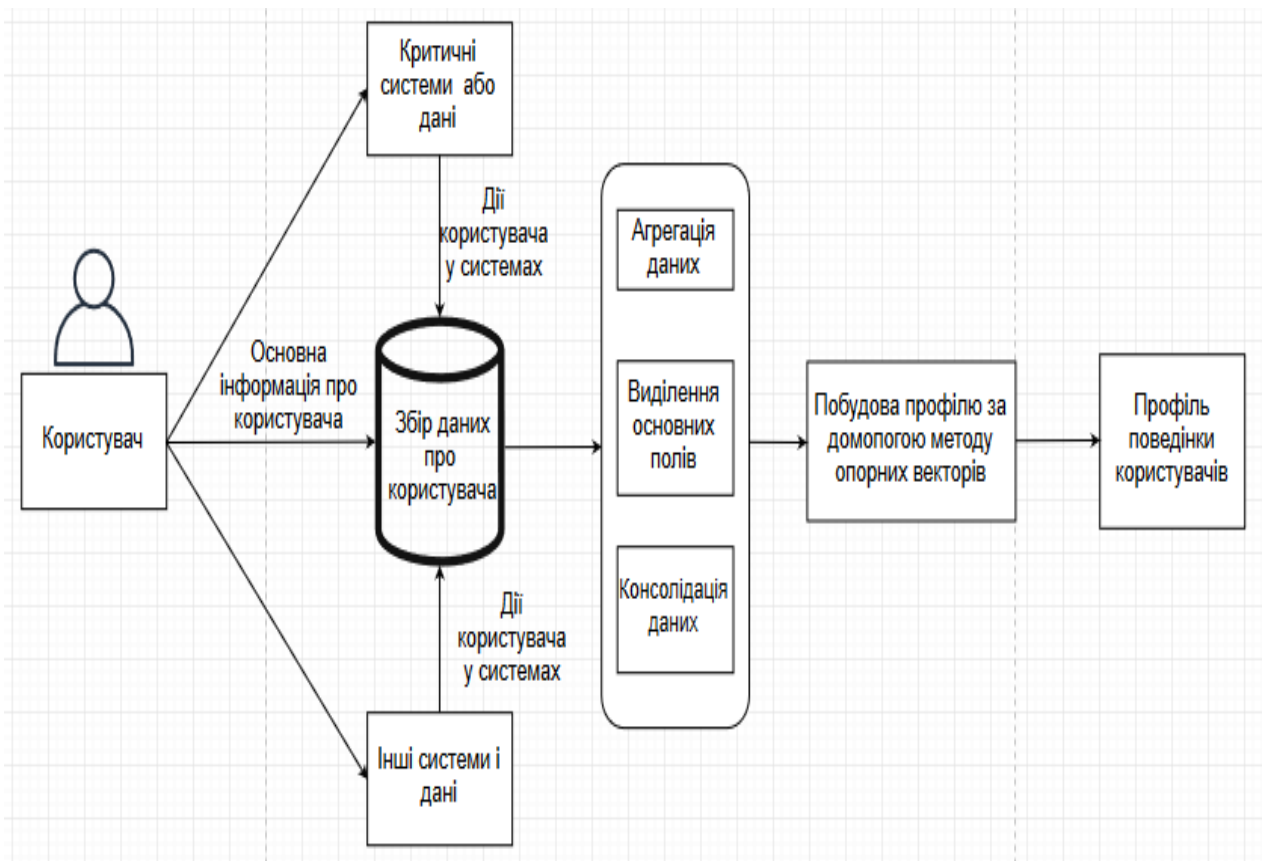 Критичні
системи або
дані
Дії
користувача
у системах
Користувач
Основна
інформація про
користувача
Збір даних
про
користувача
Дії
користувача
у системах
Інші системи і
дані
Агрегація
даних
Виділення
основних
полів
Консолідація
даних
Побудова профілю за
домопогою методу
опорних векторів
Профіль
поведінки
користувачів